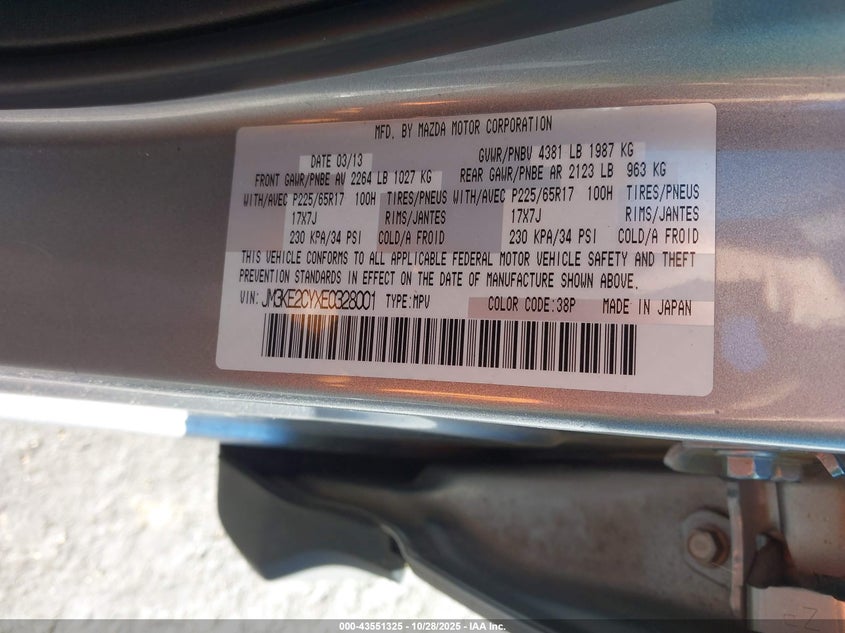 MFD. BY MAZDA MOTOR CORPORATION
DATE 03/13 GVWR/PNBV 4381 LB 1987 KG
FRONT GAWR/PNBE AV 2264 LB 1027 KG REAR GAWR/PNBE AR 2123 LB 963 KG
WITH/AVEC P225/65R17 100H TIRES/PNEUS WITH/AVEC P225/65R17 100H TIRES/PNEUS
17X7J RIMS/JANTES 17X7J RIMS/JANTES
230 KPA/34 PSI COLD/A FROID 230 KPA/34 PSI COLD/A FROID
THIS VEHICLE CONFORMS TO ALL APPLICABLE FEDERAL MOTOR VEHICLE SAFETY AND THEFT
PREVENTION STANDARDS IN EFFECT ON THE DATE OF MANUFACTURE SHOWN ABOVE.
VIN: JM3KE2CYXE0328001 TYPE:MPV COLOR CODE:38P MADE IN JAPAN
EZ
000-43551325 - 10/28/2025 - IAA Inc.